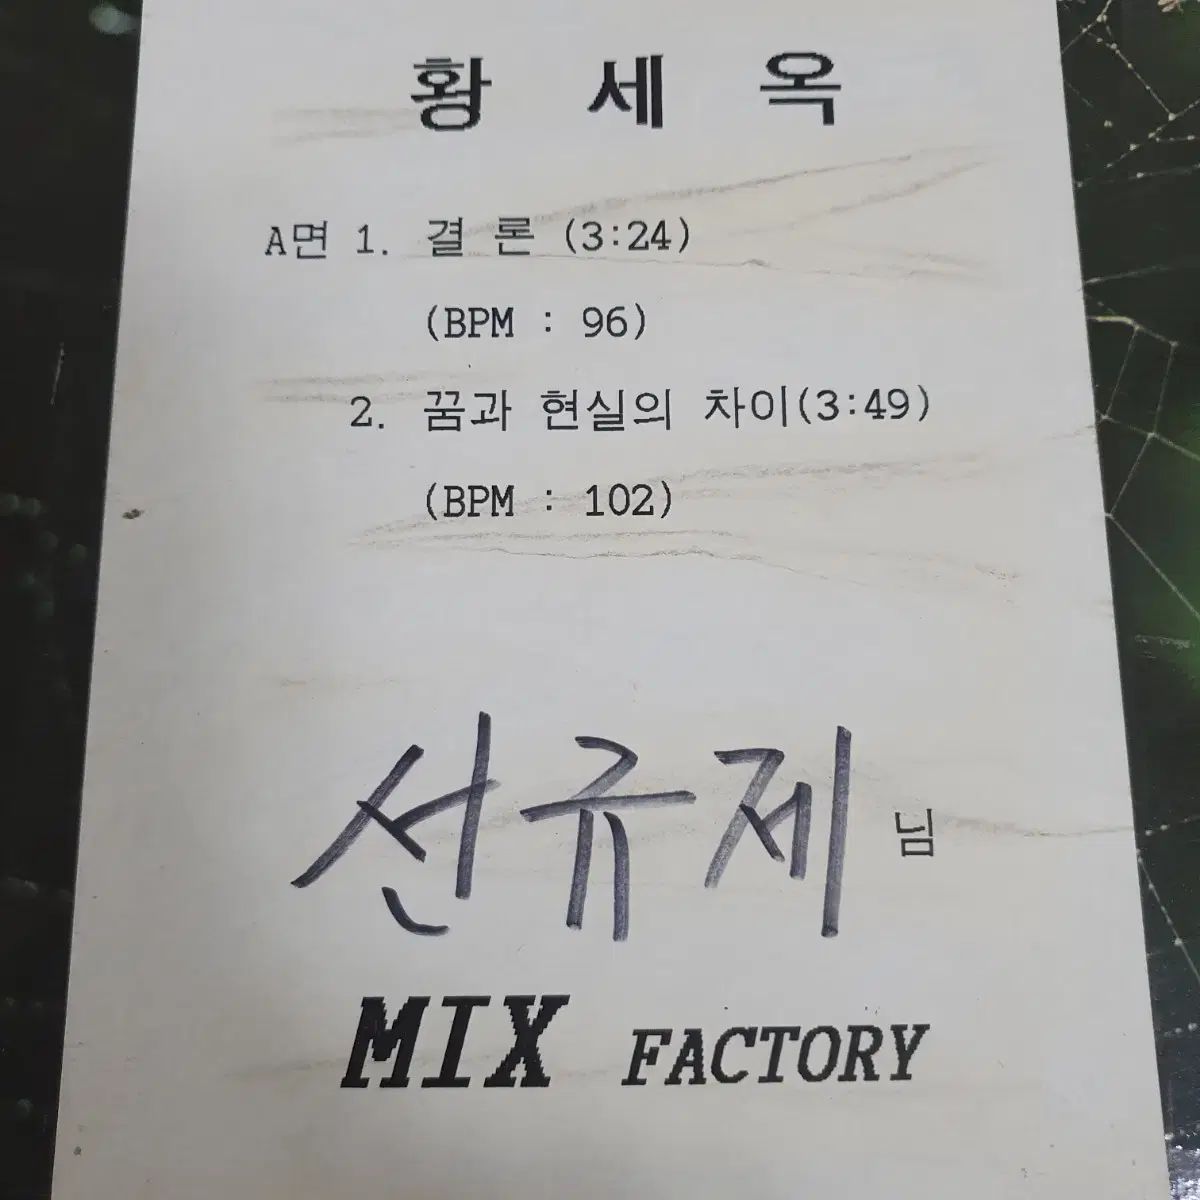 황 세 옥
A면 1. 결 론 (3:24)
(BPM : 96)
2. 꿈과 현실의 차이(3:49)
(BPM : 102)
선규제 님
MIX FACTORY